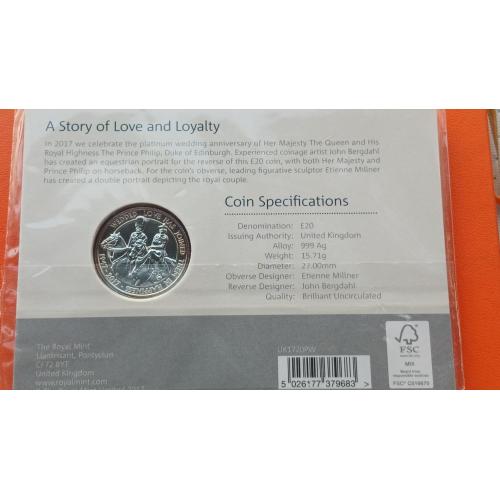 A Story of Love and Loyalty
In 2017 we celebrate the platinum wedding anniversary of Her Majesty The Queen and His
Royal Highness The Prince Philip, Duke of Edinburgh. Experienced coinage artist John Bergdahl
has created an equestrian portrait for the reverse of this £20 coin, with both Her Majesty and
Prince Philip on horseback. For the coin's obverse, leading figurative sculptor Etienne Millner
has created a double portrait depicting the royal couple.
Coin Specifications
Denomination: £20
Issuing Authority: United Kingdom
Alloy: 999 Ag
Weight: 15.71g
Diameter: 27.00mm
Obverse Designer: Etienne Millner
Reverse Designer: John Bergdahl
Quality: Brilliant Uncirculated
WEDDED LOVE HAS
The Royal Mint
Llantrisant, Pontyclun
CF72 8YT
United Kingdom
www.royalmint.com
UK1720PW
5 026177 379683 >
FSC
MIX